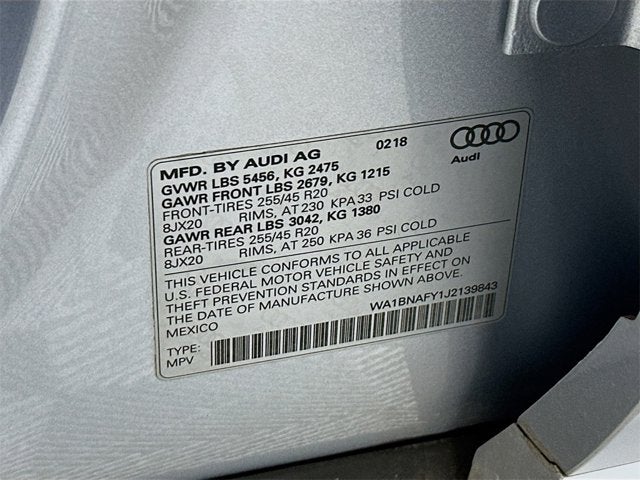 MFD. BY AUDI AG 0218
Audi
GVWR LBS 5456, KG 2475
GAWR FRONT LBS 2679, KG 1215
FRONT-TIRES 255/45 R20
8JX20 RIMS, AT 230 KPA 33 PSI COLD
GAWR REAR LBS 3042, KG 1380
REAR-TIRES 255/45 R20
8JX20 RIMS, AT 250 KPA 36 PSI COLD
THIS VEHICLE CONFORMS TO ALL APPLICABLE
U.S. FEDERAL MOTOR VEHICLE SAFETY AND
THEFT PREVENTION STANDARDS IN EFFECT ON
THE DATE OF MANUFACTURE SHOWN ABOVE.
MEXICO WA1BNAFY1J2139843
TYPE:
MPV